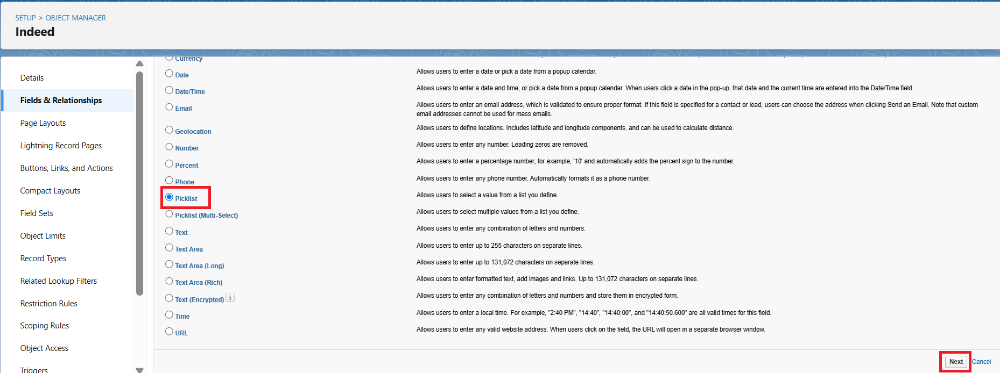 SETUP > OBJECT MANAGER
Indeed
Details
Fields & Relationships
Page Layouts
Lightning Record Pages
Buttons, Links, and Actions
Compact Layouts
Field Sets
Object Limits
Record Types
Related Lookup Filters
Restriction Rules
Scoping Rules
Object Access
Triggers
Currency
Date Allows users to enter a date or pick a date from a popup calendar.
Date/Time Allows users to enter a date and time, or pick a date from a popup calendar. When users click a date in the pop-up, that date and the current time are entered into the Date/Time field.
Email Allows users to enter an email address, which is validated to ensure proper format. If this field is specified for a contact or lead, users can choose the address when clicking Send an Email. Note that custom
email addresses cannot be used for mass emails.
Geolocation Allows users to define locations. Includes latitude and longitude components, and can be used to calculate distance.
Number Allows users to enter any number. Leading zeros are removed.
Percent Allows users to enter a percentage number, for example, '10' and automatically adds the percent sign to the number.
Phone Allows users to enter any phone number. Automatically formats it as a phone number.
Picklist Allows users to select a value from a list you define.
Picklist (Multi-Select) Allows users to select multiple values from a list you define.
Text Allows users to enter any combination of letters and numbers.
Text Area Allows users to enter up to 255 characters on separate lines.
Text Area (Long) Allows users to enter up to 131,072 characters on separate lines.
Text Area (Rich) Allows users to enter formatted text, add images and links. Up to 131,072 characters on separate lines.
Text (Encrypted) i Allows users to enter any combination of letters and numbers and store them in encrypted form.
Time Allows users to enter a local time. For example, "2:40 PM", "14:40", "14:40:00", and "14:40:50.600" are all valid times for this field.
URL Allows users to enter any valid website address. When users click on the field, the URL will open in a separate browser window.
Next Cancel